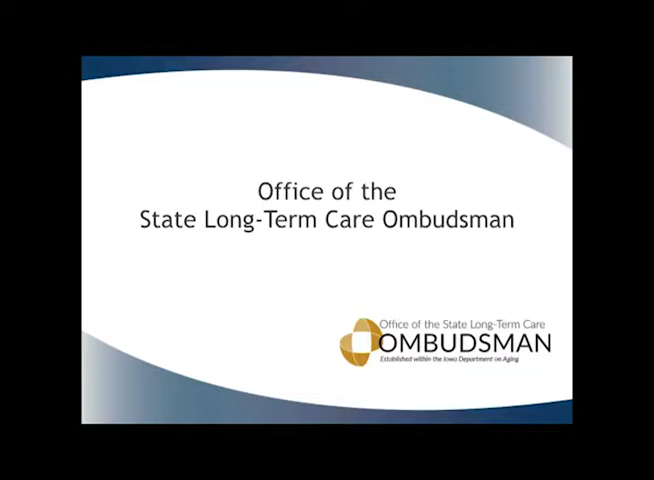 Office of the
State Long-Term Care Ombudsman
Office of the State Long-Term Care
OMBUDSMAN
Established within the Iowa Department on Aging